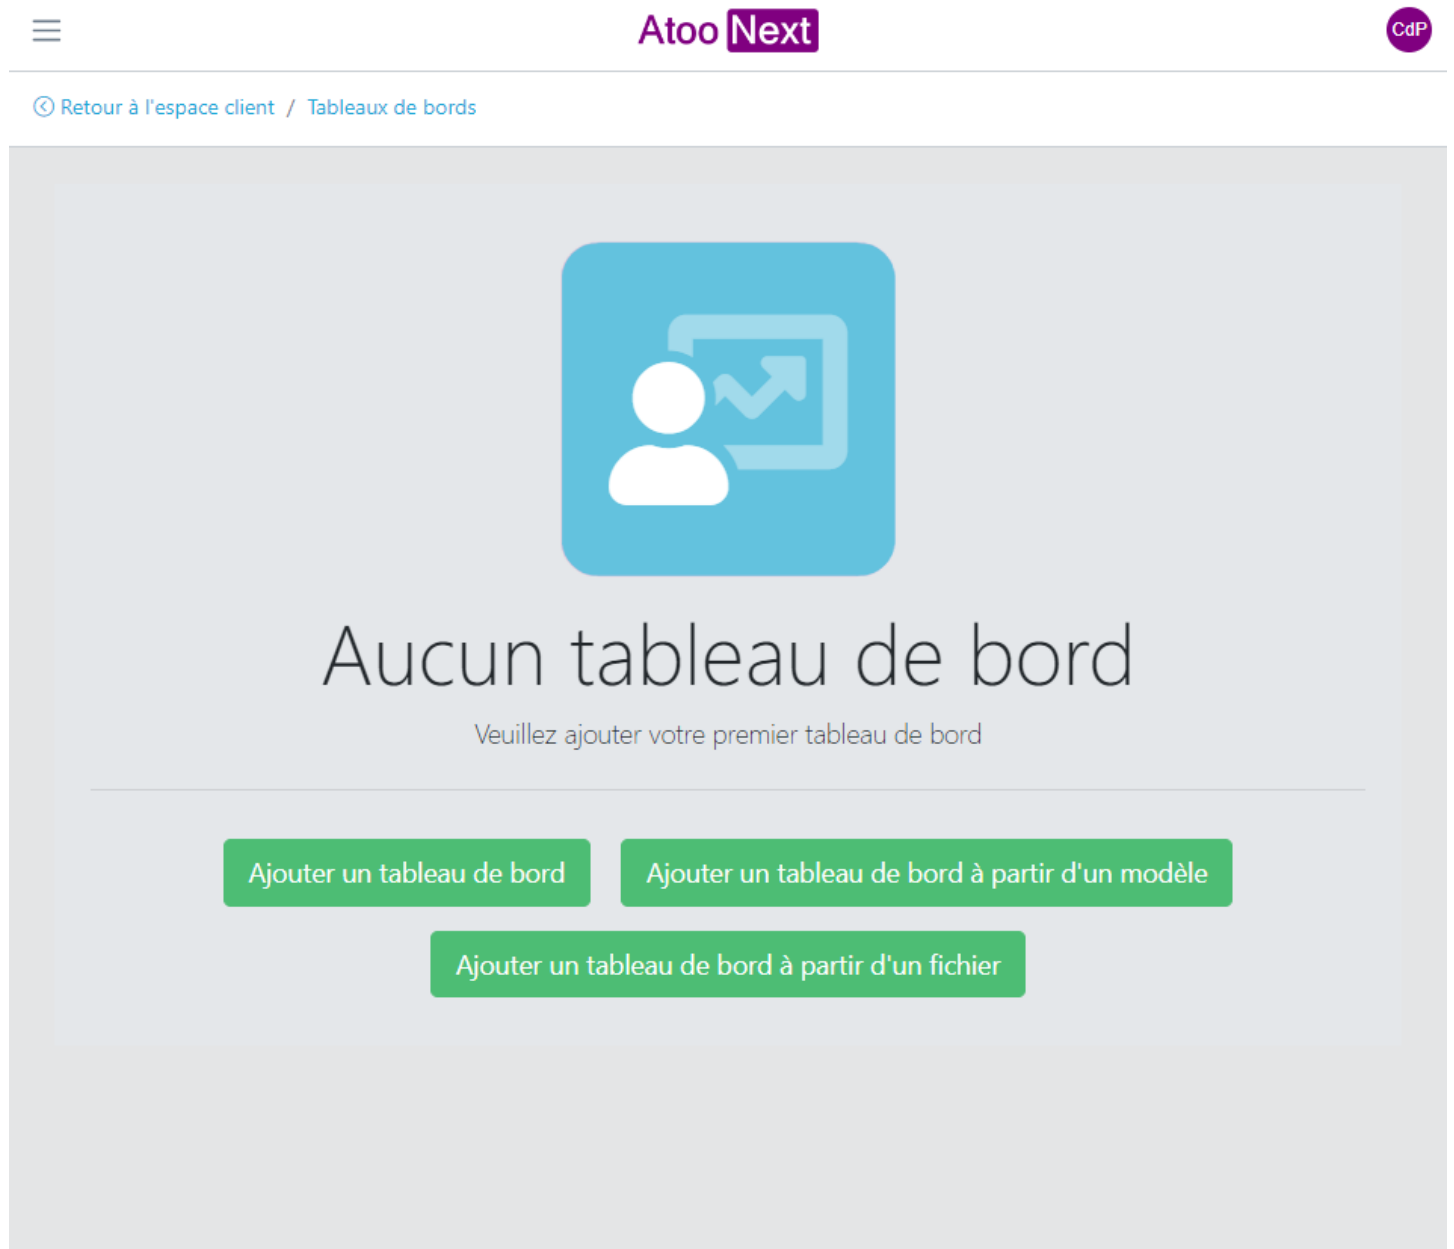 Atoo Next
CdP
Retour à l'espace client / Tableaux de bords
Aucun tableau de bord
Veuillez ajouter votre premier tableau de bord
Ajouter un tableau de bord
Ajouter un tableau de bord à partir d'un modèle
Ajouter un tableau de bord à partir d'un fichier